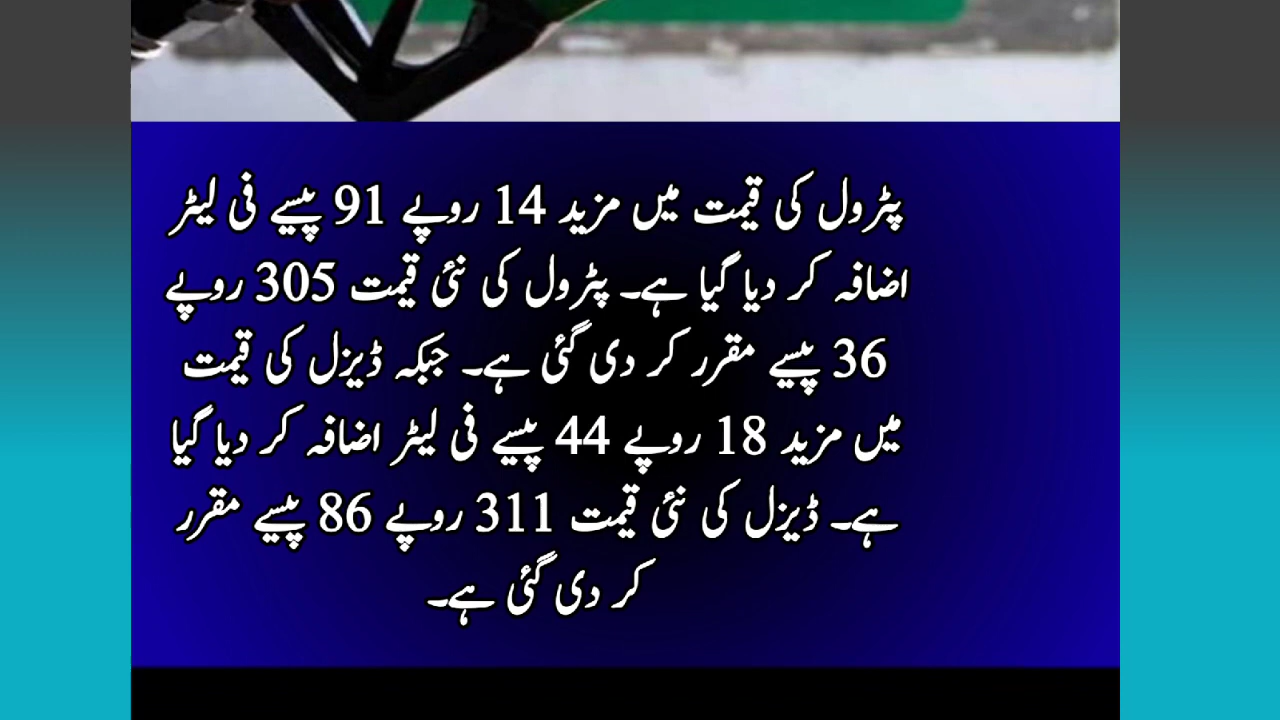 پٹرول کی قیمت میں مزید 14 روپے 91 پیسے فی لیٹر
اضافہ کر دیا گیا ہے۔ پٹرول کی نئی قیمت 305 روپے
36 پیسے مقرر کر دی گئی ہے۔ جبکہ ڈیزل کی قیمت
میں مزید 18 روپے 44 پیسے فی لیٹر اضافہ کر دیا گیا
ہے۔ ڈیزل کی نئی قیمت 311 روپے 86 پیسے مقرر
کر دی گئی ہے۔